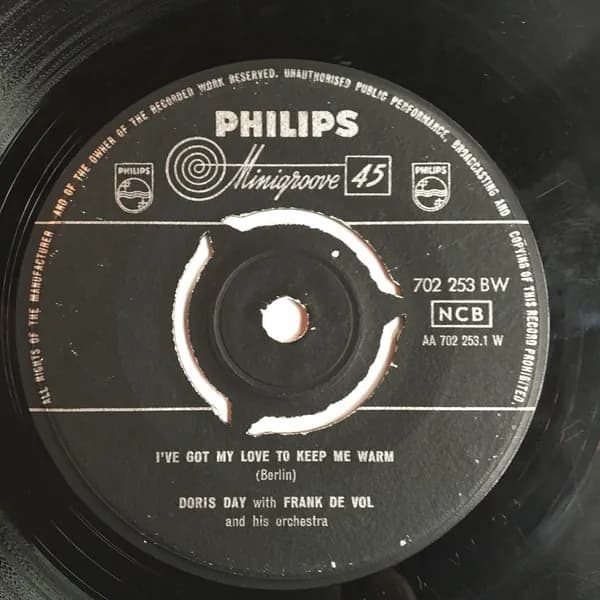 ALL RIGHTS OF THE MANUFACTURER AND OF THE OWNER OF THE RECORDED WORK RESERVED. UNAUTHORISED PUBLIC PERFORMANCE, BROADCASTING AND COPYING OF THIS RECORD PROHIBITED.
PHILIPS
Minigroove 45
PHILIPS
PHILIPS
702 253 BW
NCB
AA 702 253.1 W
I'VE GOT MY LOVE TO KEEP ME WARM
(Berlin)
DORIS DAY with FRANK DE VOL
and his orchestra